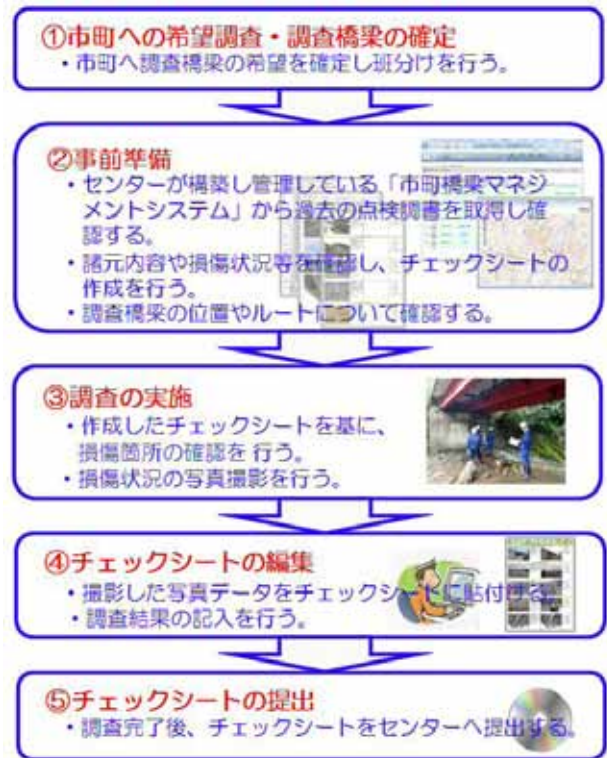 ①市町への希望調査・調査橋梁の確定
・市町へ調査橋梁の希望を確定し班分けを行う。
②事前準備
・センターが構築し管理している「市町橋梁マネジ
メントシステム」から過去の点検調書を取得し確
認する。
・諸元内容や損傷状況等を確認し、チェックシートの
作成を行う。
・調査橋梁の位置やルートについて確認する。
③調査の実施
・作成したチェックシートを基に、
損傷箇所の確認を行う。
・損傷状況の写真撮影を行う。
④チェックシートの編集
・撮影した写真データをチェックシートに貼付ける。
・調査結果の記入を行う。
⑤チェックシートの提出
・調査完了後、チェックシートをセンターへ提出する。